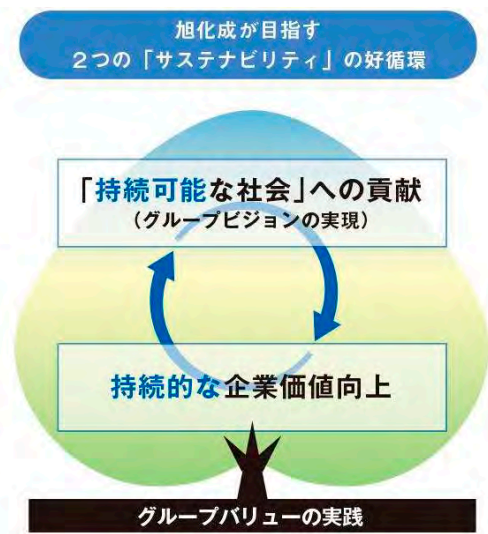 旭化成が目指す
２つの「サステナビリティ」の好循環
「持続可能な社会」への貢献
（グループビジョンの実現）
持続的な企業価値向上
グループバリューの実践